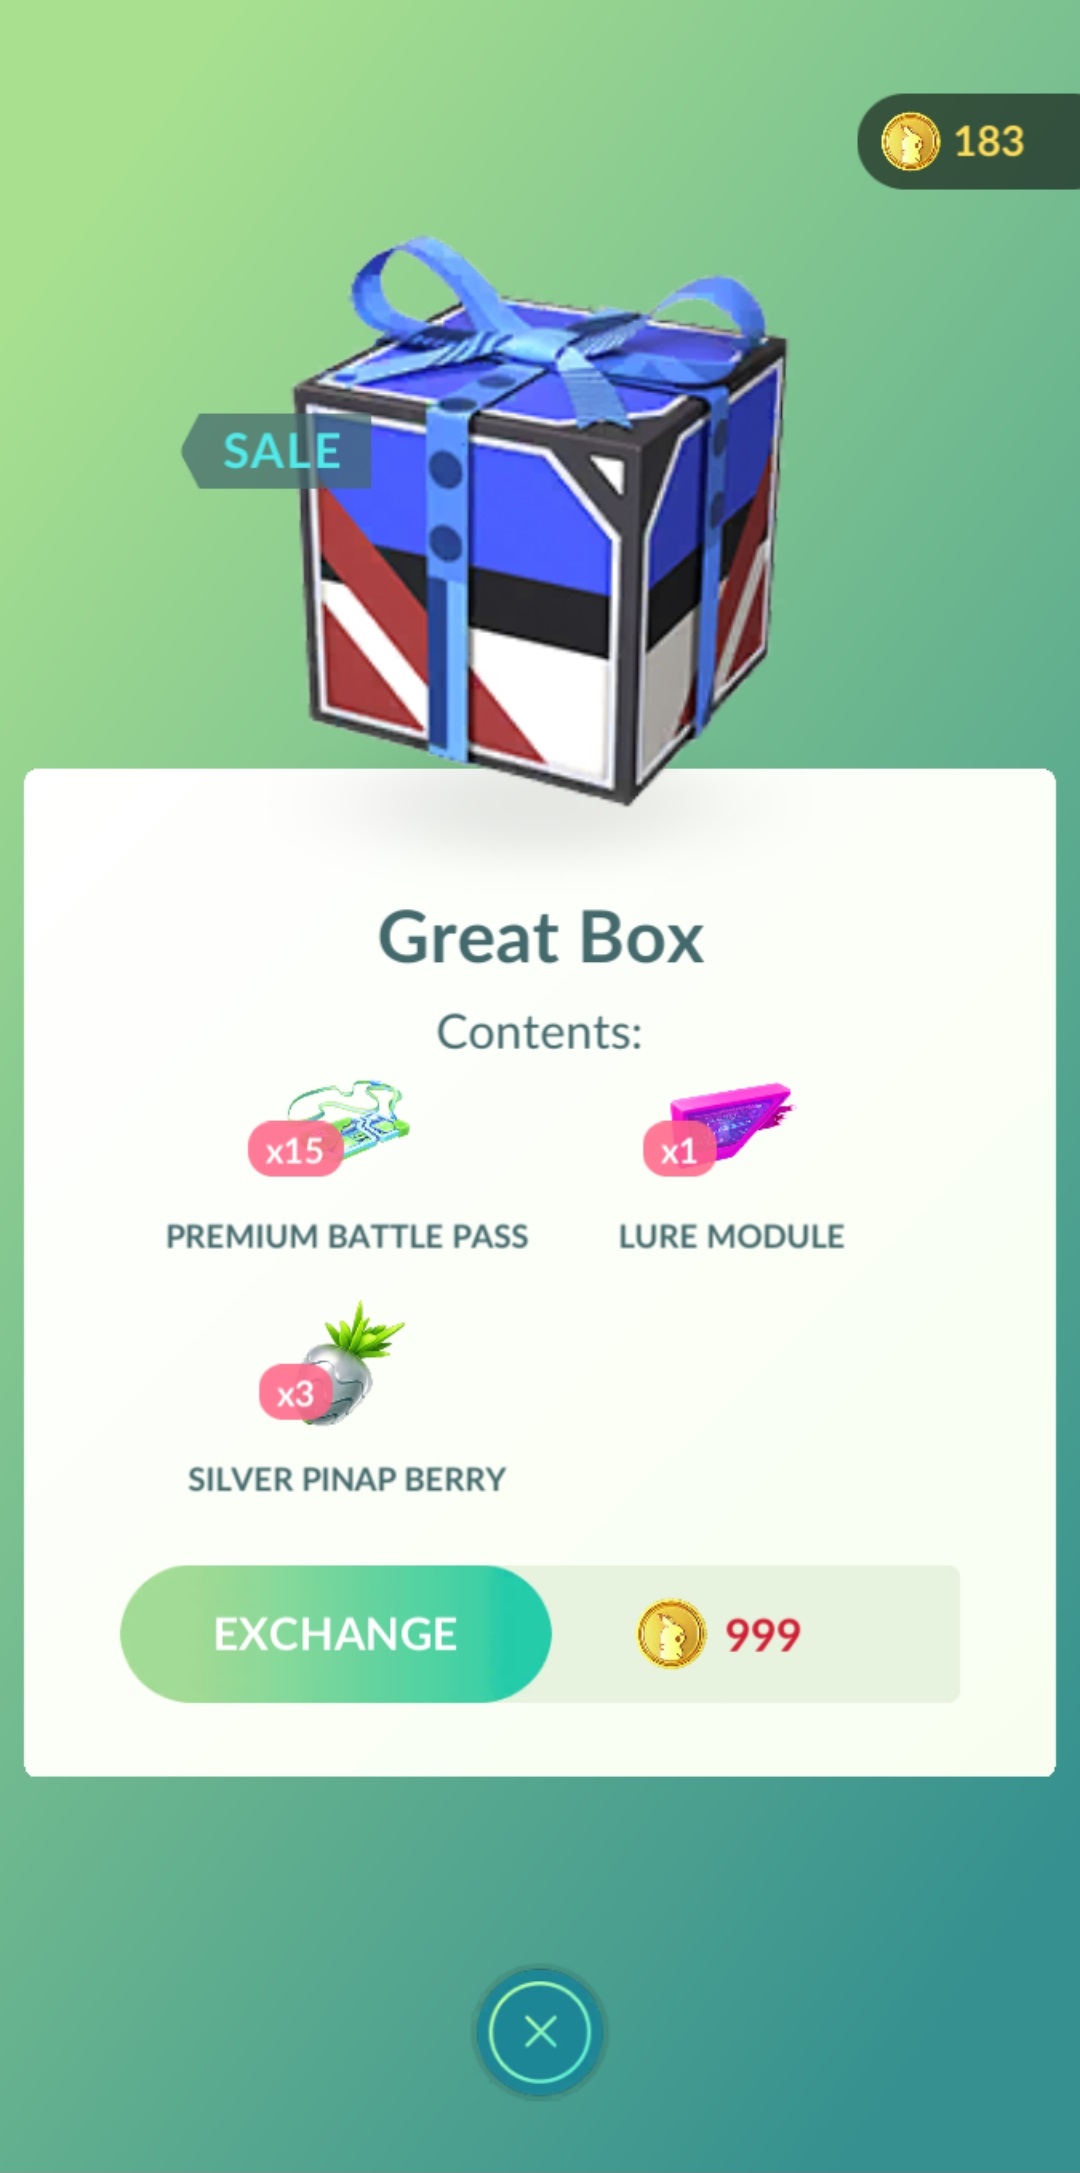 183
SALE
Great Box
Contents:
x15
x1
PREMIUM BATTLE PASS
LURE MODULE
x3
SILVER PINAP BERRY
EXCHANGE
999